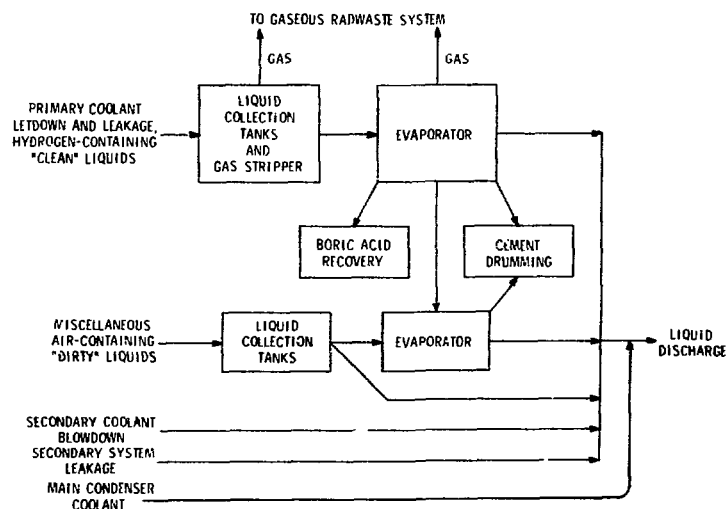 TO GASEOUS RADWASTE SYSTEM
GAS
GAS
PRIMARY COOLANT
LETDOWN AND LEAKAGE,
HYDROGEN-CONTAINING
"CLEAN" LIQUIDS
LIQUID
COLLECTION
TANKS
AND
GAS STRIPPER
EVAPORATOR
BORIC ACID
RECOVERY
CEMENT
DRUMMING
MISCELLANEOUS
AIR-CONTAINING
"DIRTY" LIQUIDS
LIQUID
COLLECTION
TANKS
EVAPORATOR
LIQUID
DISCHARGE
SECONDARY COOLANT
BLOWDOWN
SECONDARY SYSTEM
LEAKAGE
MAIN CONDENSER
COOLANT